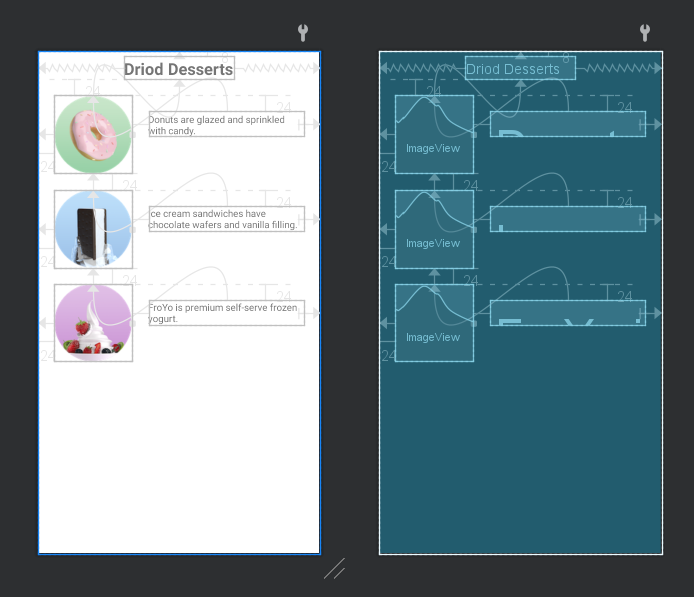 8
8
Driod Desserts
Driod Desserts
24
24
Donuts are glazed and sprinkled
with candy.
ImageView
24
24
24
24
Ice cream sandwiches have
chocolate wafers and vanilla filling.
ImageView
24
24
24
24
FroYo is premium self-serve frozen
yogurt.
ImageView
24
24